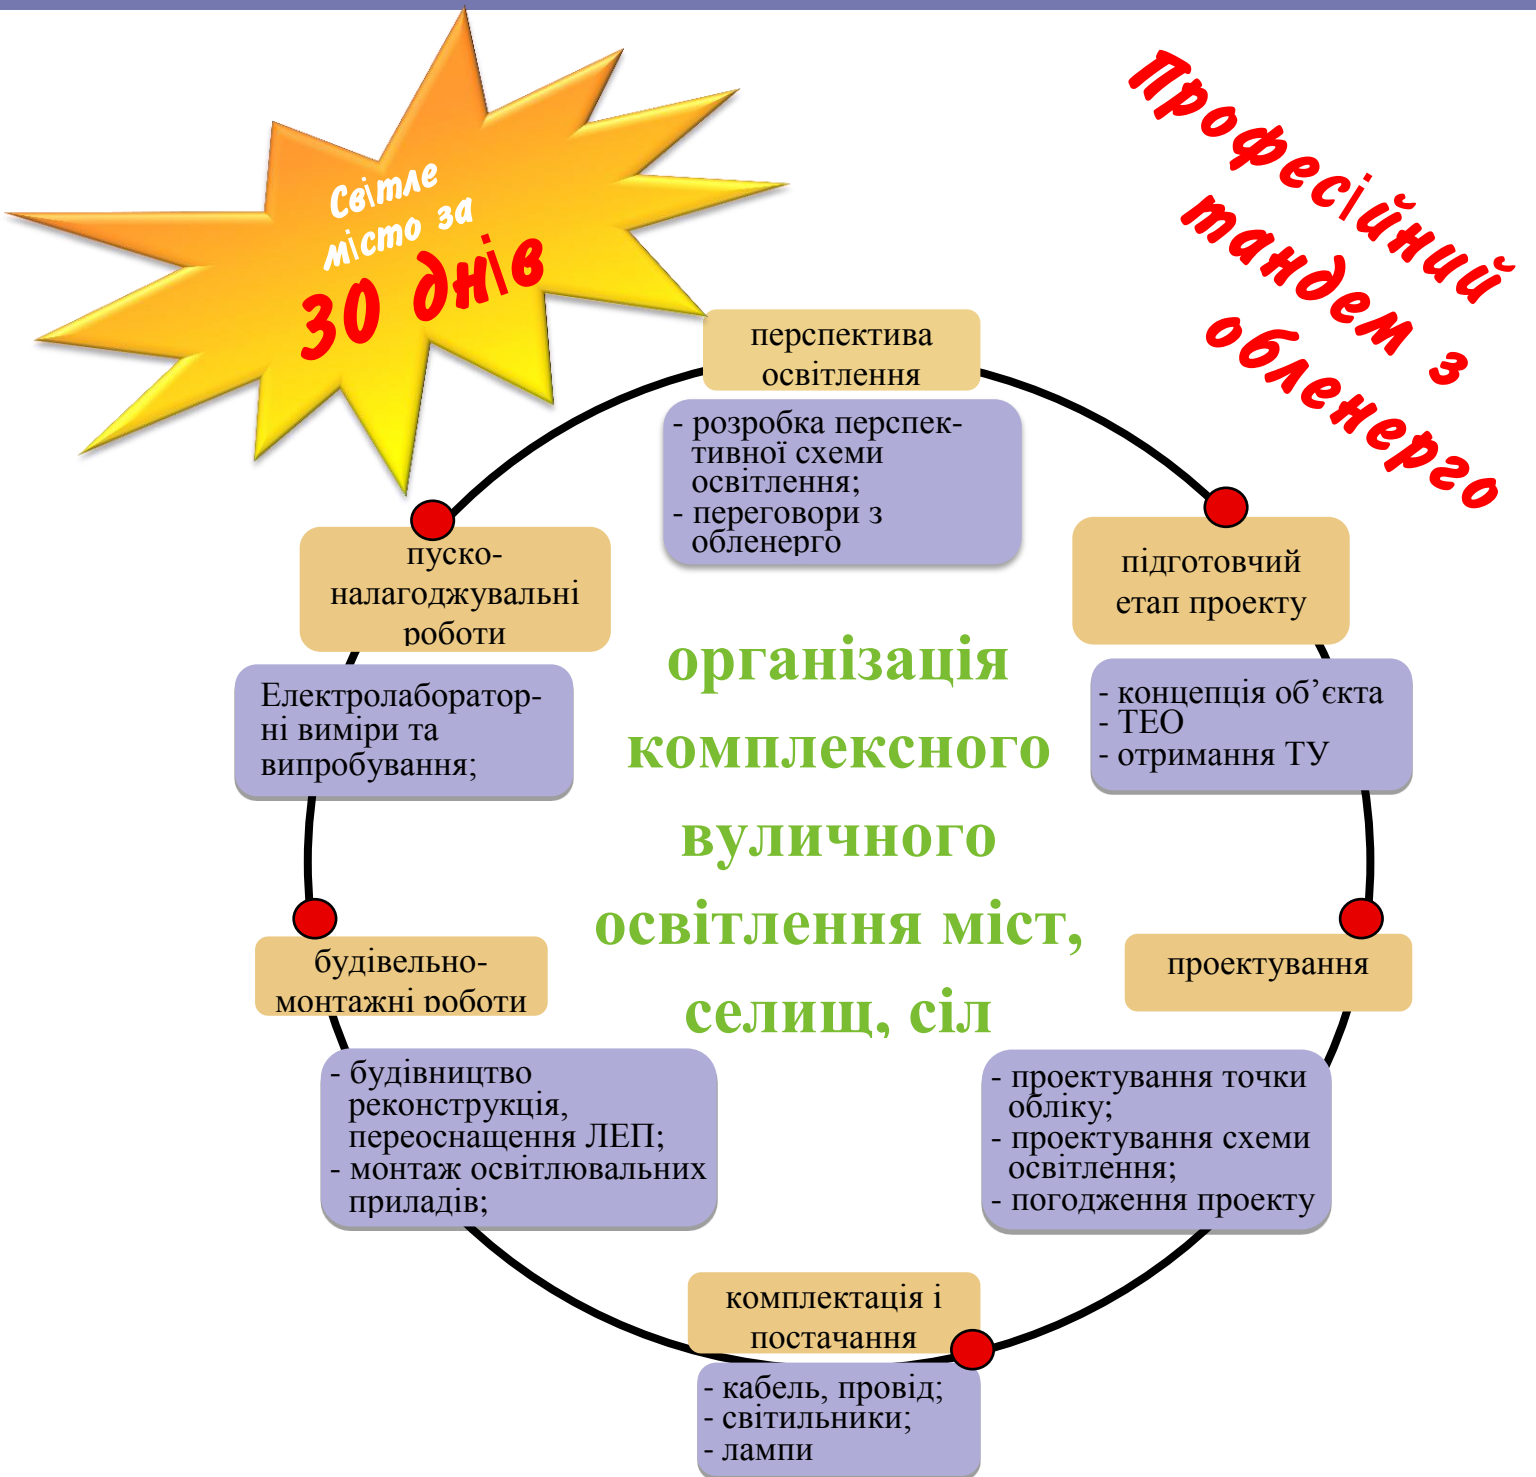 Світле
місто за
30 днів
Професійний
тандем з
обленерго
перспектива
освітлення
- розробка перспек-
тивної схеми
освітлення;
- переговори з
обленерго
підготовчий
етап проекту
- концепція об’єкта
- ТЕО
- отримання ТУ
проектування
- проектування точки
обліку;
- проектування схеми
освітлення;
- погодження проекту
комплектація і
постачання
- кабель, провід;
- світильники;
- лампи
будівельно-
монтажні роботи
- будівництво
реконструкція,
переоснащення ЛЕП;
- монтаж освітлювальних
приладів;
пуско-
налагоджувальні
роботи
Електролаборатор-
ні виміри та
випробування;
організація
комплексного
вуличного
освітлення міст,
селищ, сіл